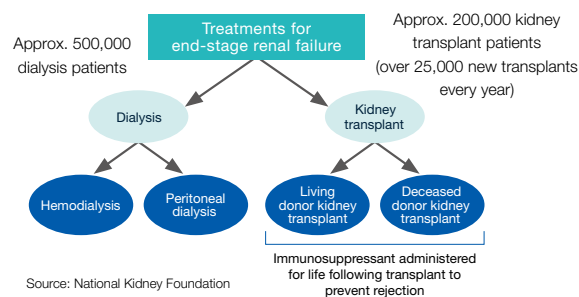 Treatments for
end-stage renal failure
Approx. 500,000
dialysis patients
Approx. 200,000 kidney
transplant patients
(over 25,000 new transplants
every year)
Dialysis
Kidney
transplant
Hemodialysis
Peritoneal
dialysis
Living
donor kidney
transplant
Deceased
donor kidney
transplant
Immunosuppressant administered
for life following transplant to
prevent rejection
Source: National Kidney Foundation